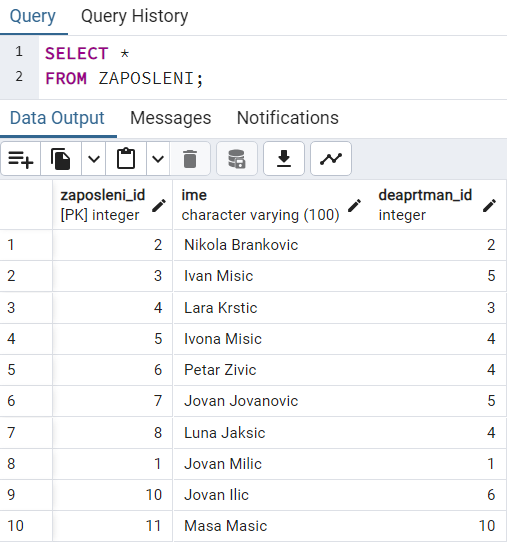 Query Query History
1 SELECT *
2 FROM ZAPOSLENI;
Data Output Messages Notifications
zaposleni_id ime deaprtman_id
[PK] integer character varying (100) integer
1 2 Nikola Brankovic 2
2 3 Ivan Misic 5
3 4 Lara Krstic 3
4 5 Ivona Misic 4
5 6 Petar Zivic 4
6 7 Jovan Jovanovic 5
7 8 Luna Jaksic 4
8 1 Jovan Milic 1
9 10 Jovan Ilic 6
10 11 Masa Masic 10